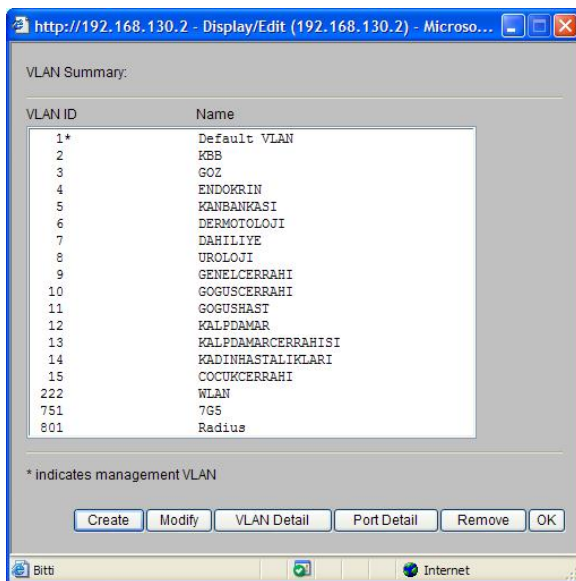 http://192.168.130.2 - Display/Edit (192.168.130.2) - Microso...
VLAN Summary:
VLAN ID Name
1* Default VLAN
2 KBB
3 GOZ
4 ENDOKRIN
5 KANBANKASI
6 DERMOTOLOJI
7 DAHILIYE
8 UROLOJI
9 GENELCERRAHI
10 GOGUSCERRAHI
11 GOGUSHAST
12 KALPDAMAR
13 KALPDAMARCERRAHISI
14 KADINHASTALIKLARI
15 COCUKCERRAHI
222 WLAN
751 7G5
801 Radius
* indicates management VLAN
Create Modify VLAN Detail Port Detail Remove OK
Bitti Internet